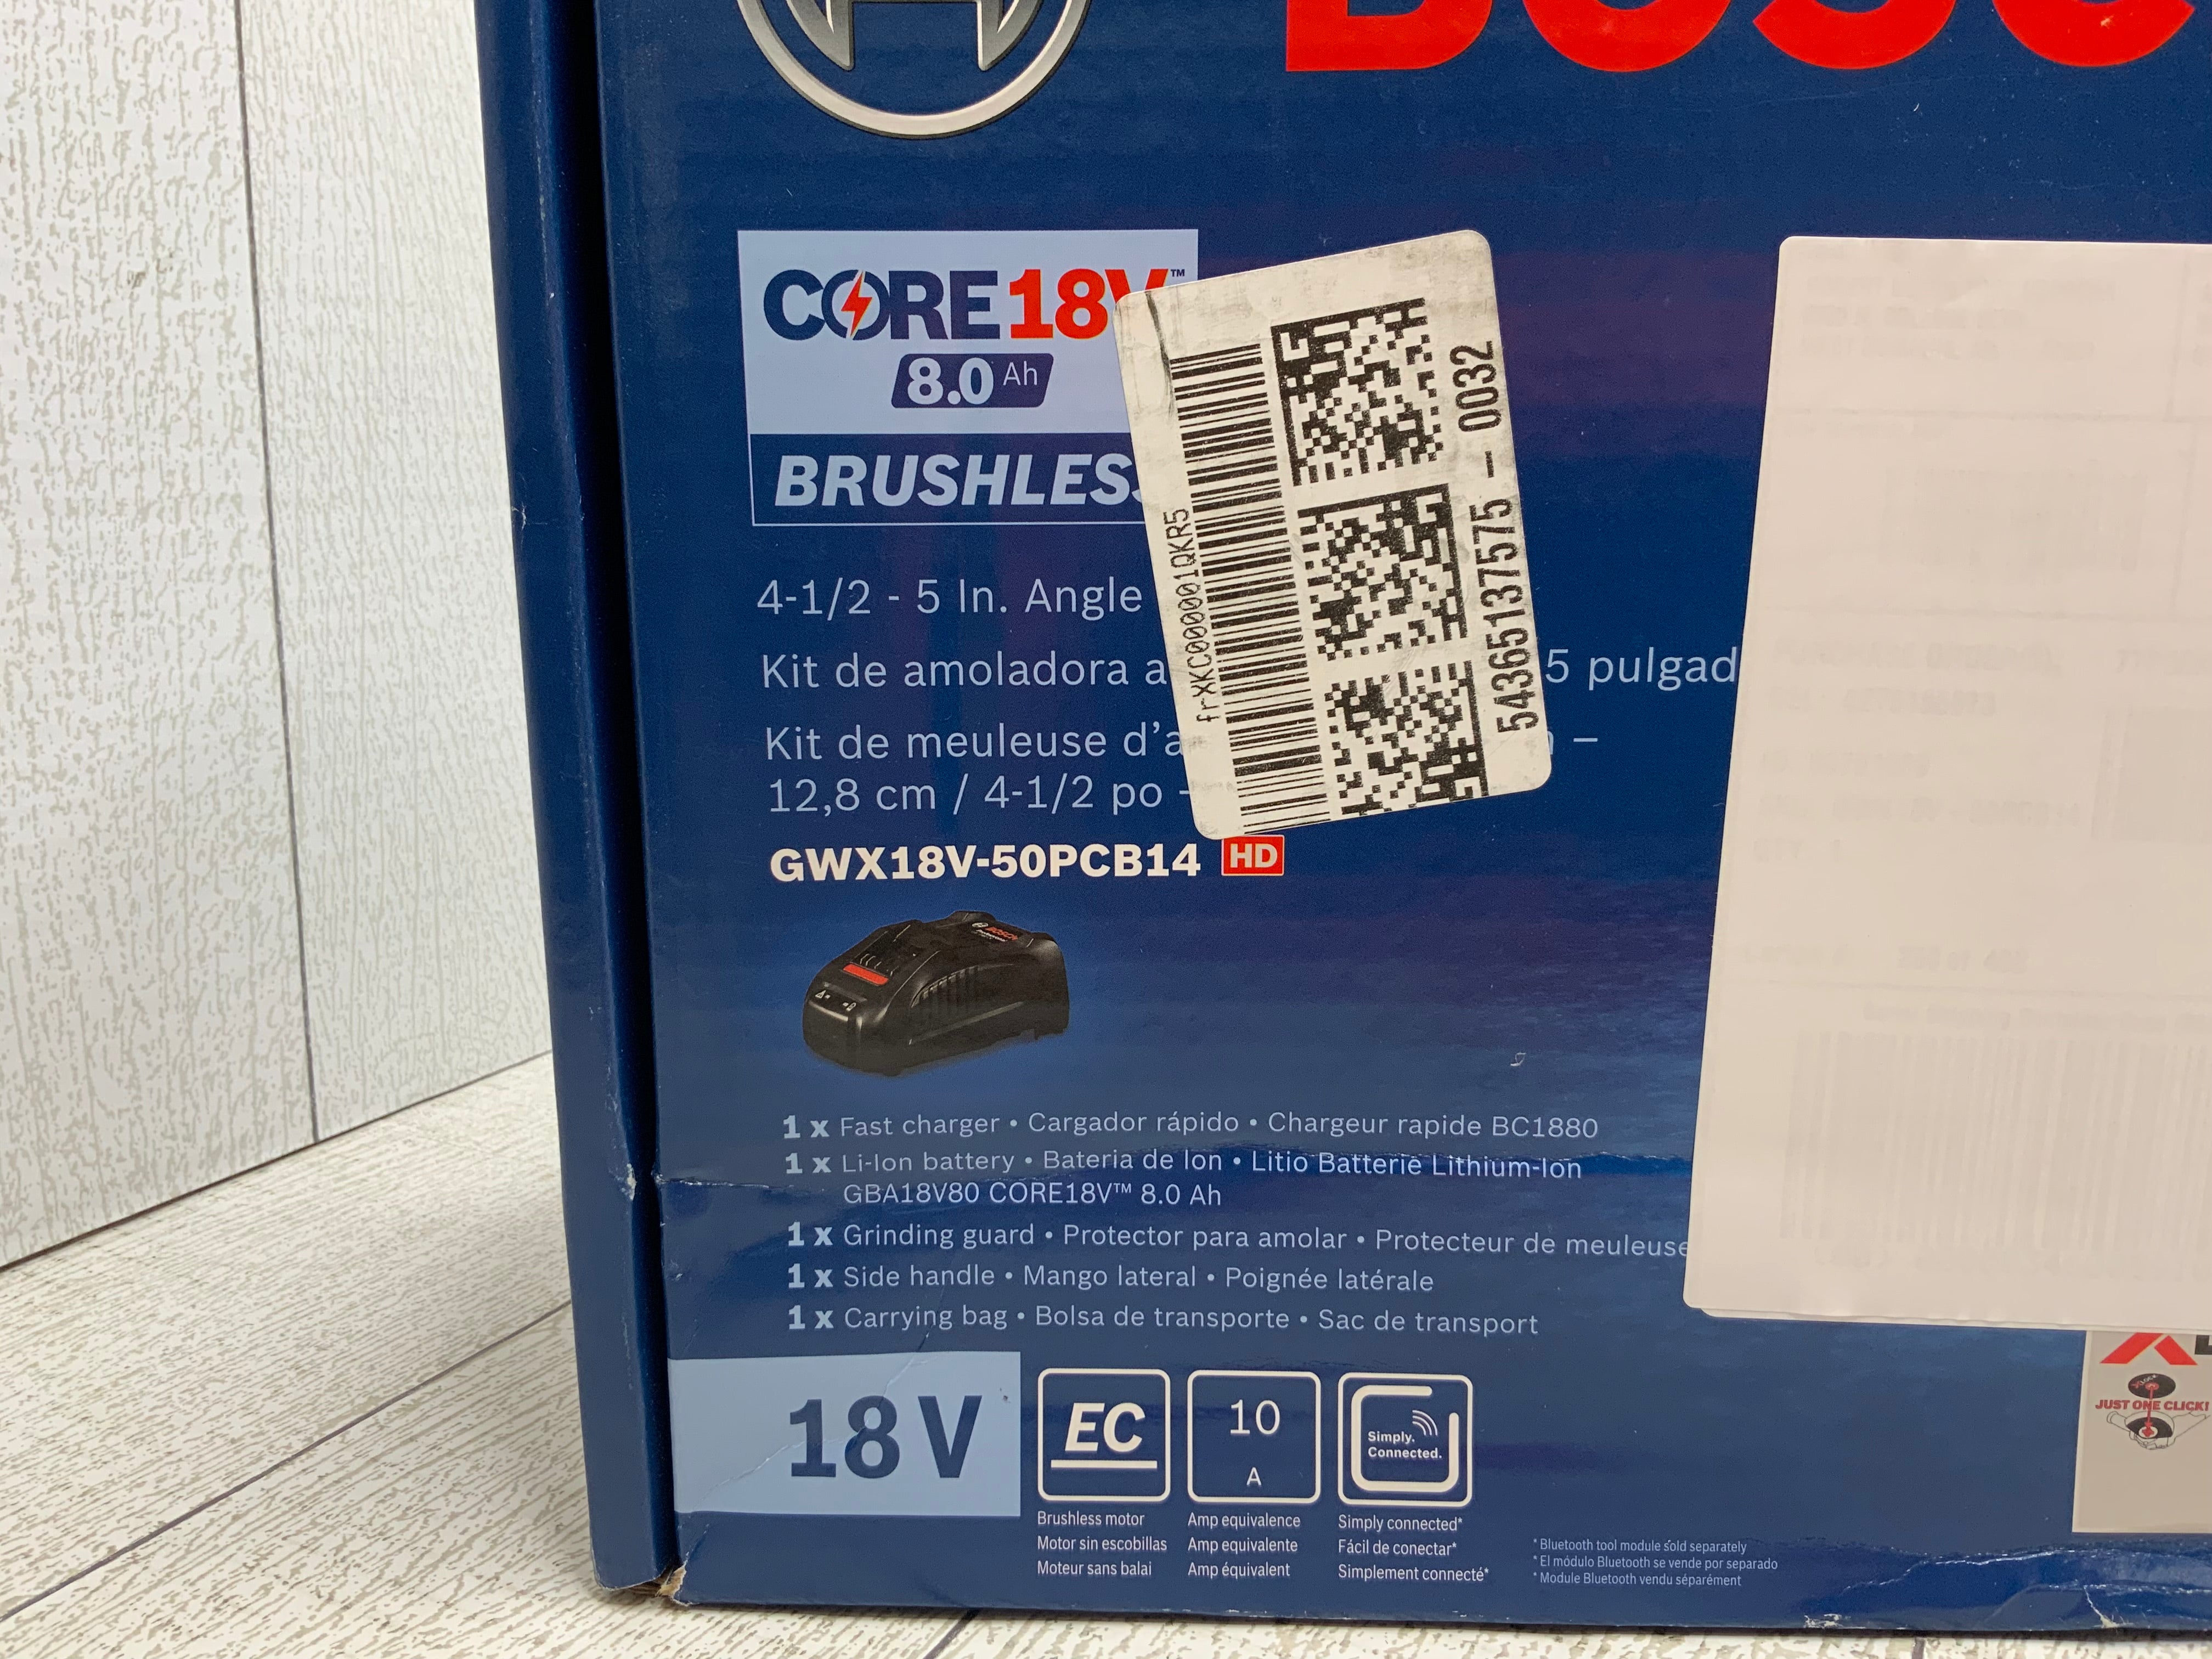 BOSC
CORE18V™
8.0 Ah
BRUSHLES
4-1/2 - 5 In. Angle
Kit de amoladora a
5 pulgad
Kit de meuleuse d'a
–
12,8 cm / 4-1/2 po -
GWX18V-50PCB14 HD
fr-XKC000001QKR5
54365137575 – 0032
BOSCH
1 x Fast charger • Cargador rápido • Chargeur rapide BC1880
1 x Li-Ion battery • Bateria de Ion • Litio Batterie Lithium-Ion
GBA18V80 CORE18V™ 8.0 Ah
1 x Grinding guard • Protector para amolar • Protecteur de meuleuse
1 x Side handle • Mango lateral • Poignée latérale
1 x Carrying bag • Bolsa de transporte • Sac de transport
18 V
EC
10
A
Simply.
Connected.
Brushless motor
Motor sin escobillas
Moteur sans balai
Amp equivalence
Amp equivalente
Amp équivalent
Simply connected*
Fácil de conectar*
Simplement connecté*
* Bluetooth tool module sold separately
* El módulo Bluetooth se vende por separado
* Module Bluetooth vendu séparément
X
JUST ONE CLICK!